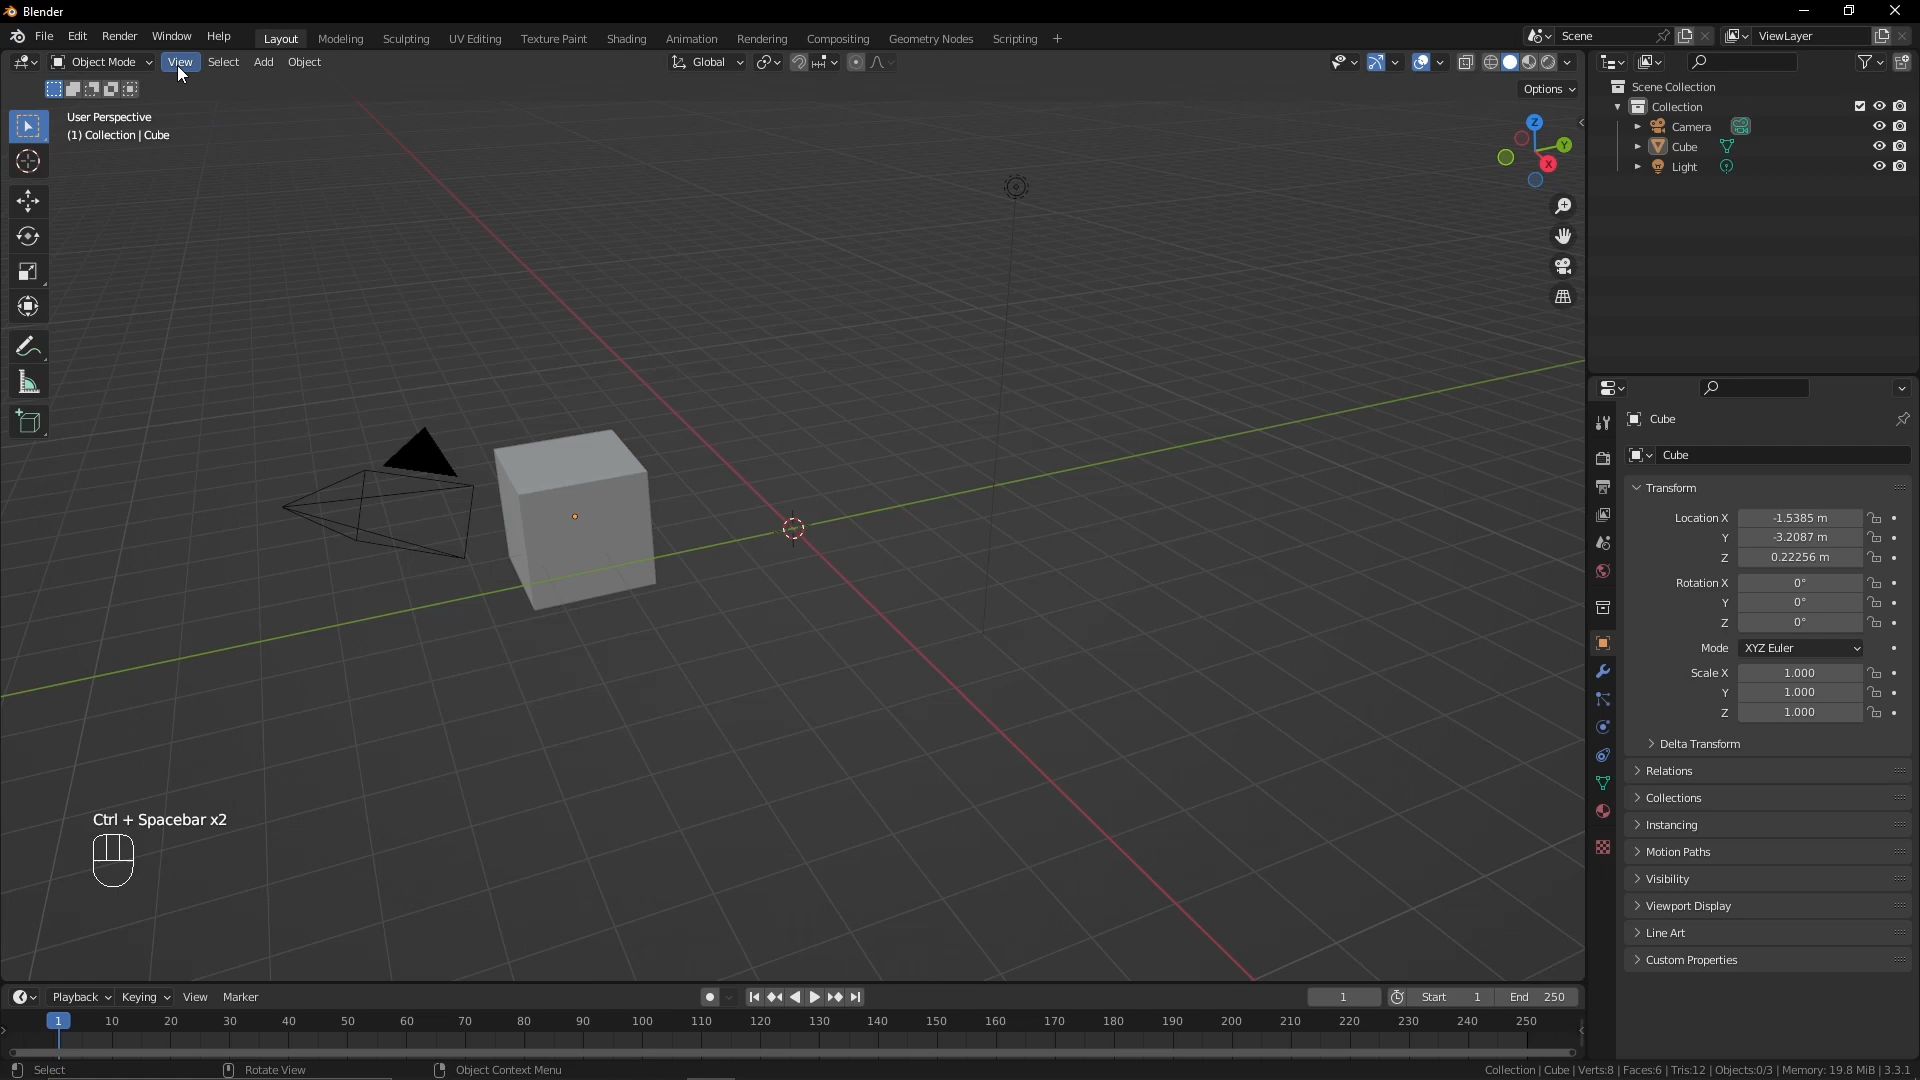 Blender
File Edit Render Window Help
Layout Modeling Sculpting UV Editing Texture Paint Shading Animation Rendering Compositing Geometry Nodes Scripting +
Scene
ViewLayer
Object Mode View Select Add Object
Global
Options
User Perspective
(1) Collection | Cube
Z
Y
X
Scene Collection
Collection
Camera
Cube
Light
Cube
Cube
Transform
Location X -1.5385 m
Y -3.2087 m
Z 0.22256 m
Rotation X 0°
Y 0°
Z 0°
Mode XYZ Euler
Scale X 1.000
Y 1.000
Z 1.000
Delta Transform
Relations
Collections
Instancing
Motion Paths
Visibility
Viewport Display
Line Art
Custom Properties
Ctrl + Spacebar x2
Playback Keying View Marker
1
Start 1
End 250
1 10 20 30 40 50 60 70 80 90 100 110 120 130 140 150 160 170 180 190 200 210 220 230 240 250
Select
Rotate View
Object Context Menu
Collection | Cube | Verts:8 | Faces:6 | Tris:12 | Objects:0/3 | Memory: 19.8 MiB | 3.3.1